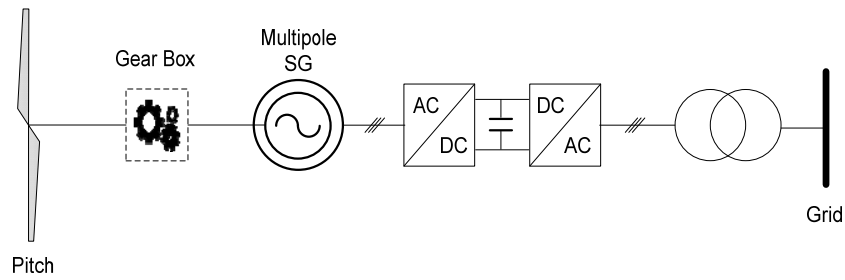 Multipole
SG
Gear Box
AC
DC
DC
AC
Grid
Pitch